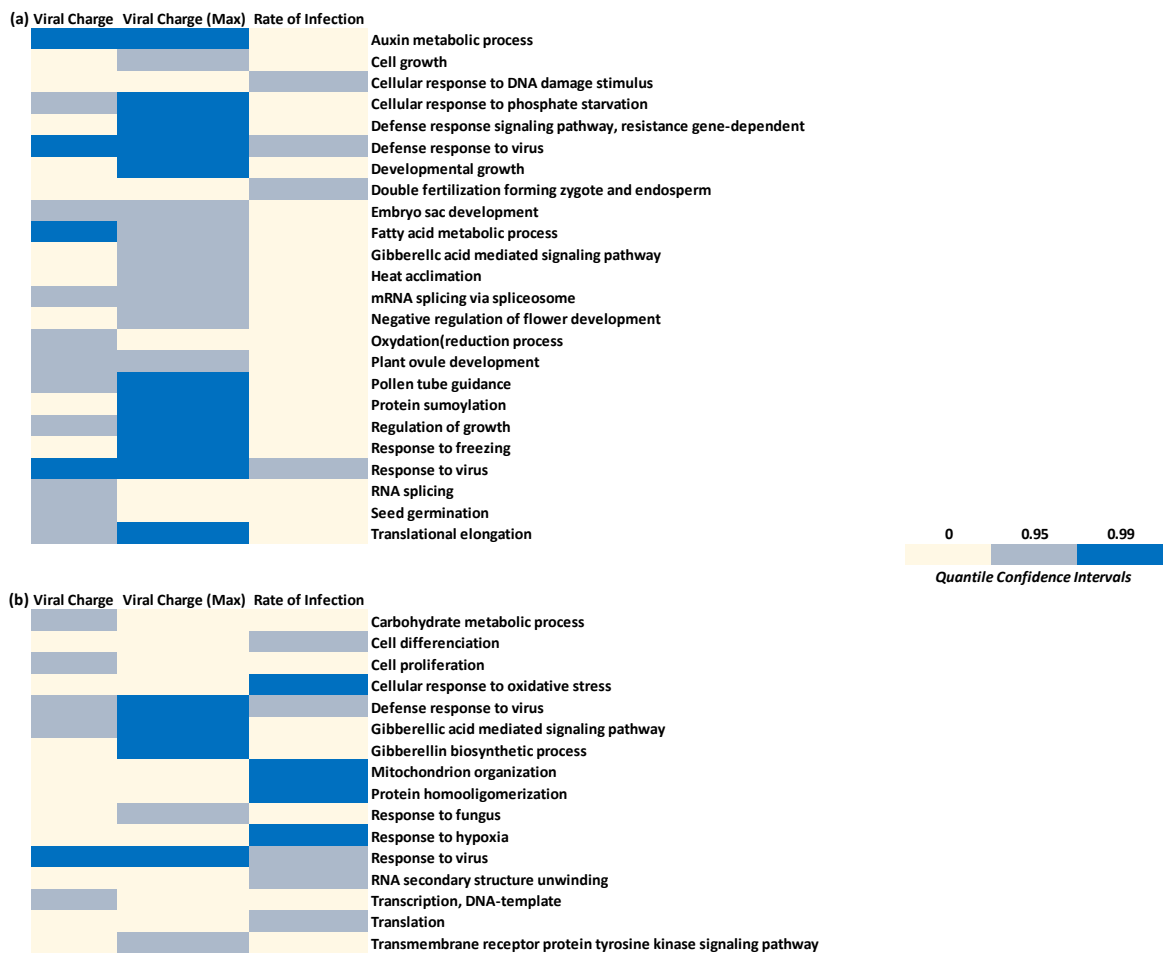 (a) Viral Charge Viral Charge (Max) Rate of Infection
Auxin metabolic process
Cell growth
Cellular response to DNA damage stimulus
Cellular response to phosphate starvation
Defense response signaling pathway, resistance gene-dependent
Defense response to virus
Developmental growth
Double fertilization forming zygote and endosperm
Embryo sac development
Fatty acid metabolic process
Gibberellc acid mediated signaling pathway
Heat acclimation
mRNA splicing via spliceosome
Negative regulation of flower development
Oxydation(reduction process
Plant ovule development
Pollen tube guidance
Protein sumoylation
Regulation of growth
Response to freezing
Response to virus
RNA splicing
Seed germination
Translational elongation
0 0.95 0.99
Quantile Confidence Intervals
(b) Viral Charge Viral Charge (Max) Rate of Infection
Carbohydrate metabolic process
Cell differenciation
Cell proliferation
Cellular response to oxidative stress
Defense response to virus
Gibberellic acid mediated signaling pathway
Gibberellin biosynthetic process
Mitochondrion organization
Protein homooligomerization
Response to fungus
Response to hypoxia
Response to virus
RNA secondary structure unwinding
Transcription, DNA-template
Translation
Transmembrane receptor protein tyrosine kinase signaling pathway